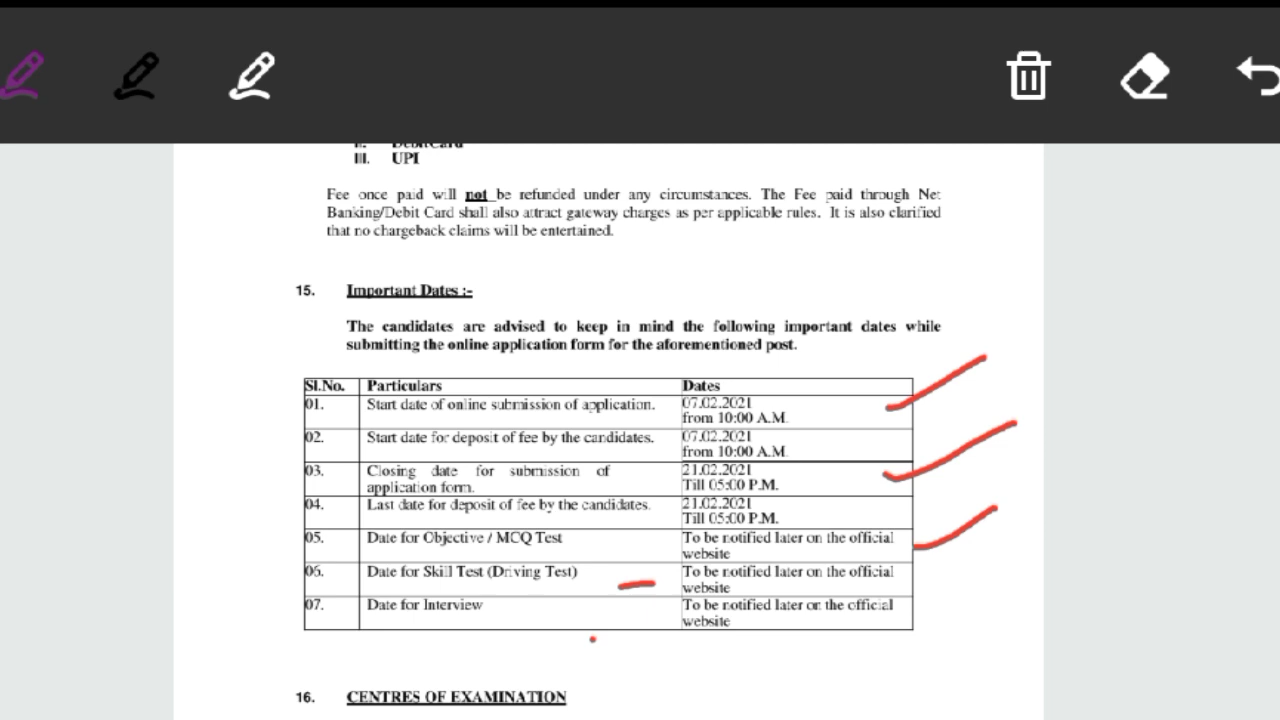 DebitCard
III. UPI
Fee once paid will not be refunded under any circumstances. The Fee paid through Net
Banking/Debit Card shall also attract gateway charges as per applicable rules. It is also clarified
that no chargeback claims will be entertained.
15. Important Dates :-
The candidates are advised to keep in mind the following important dates while
submitting the online application form for the aforementioned post.
Sl.No. Particulars Dates
01. Start date of online submission of application. 07.02.2021
from 10:00 A.M.
02. Start date for deposit of fee by the candidates. 07.02.2021
from 10:00 A.M.
03. Closing date for submission of 21.02.2021
application form. Till 05:00 P.M.
04. Last date for deposit of fee by the candidates. 21.02.2021
Till 05:00 P.M.
05. Date for Objective / MCQ Test To be notified later on the official
website
06. Date for Skill Test (Driving Test) To be notified later on the official
website
07. Date for Interview To be notified later on the official
website
16. CENTRES OF EXAMINATION